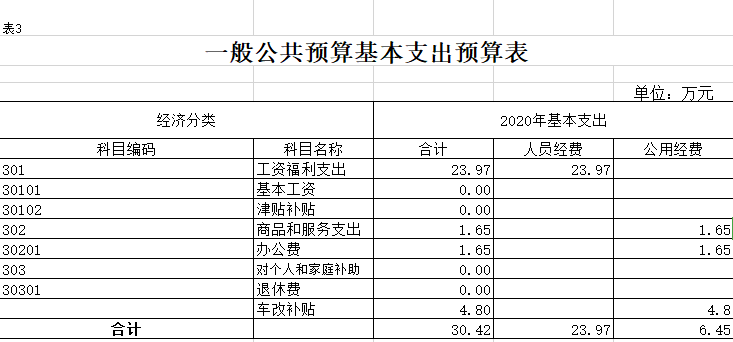 表3
一般公共预算基本支出预算表
单位：万元
经济分类 2020年基本支出
科目编码 科目名称 合计 人员经费 公用经费
301 工资福利支出 23.97 23.97
30101 基本工资 0.00
30102 津贴补贴 0.00
302 商品和服务支出 1.65 1.65
30201 办公费 1.65 1.65
303 对个人和家庭补助 0.00
30301 退休费 0.00
车改补贴 4.80 4.8
合计 30.42 23.97 6.45